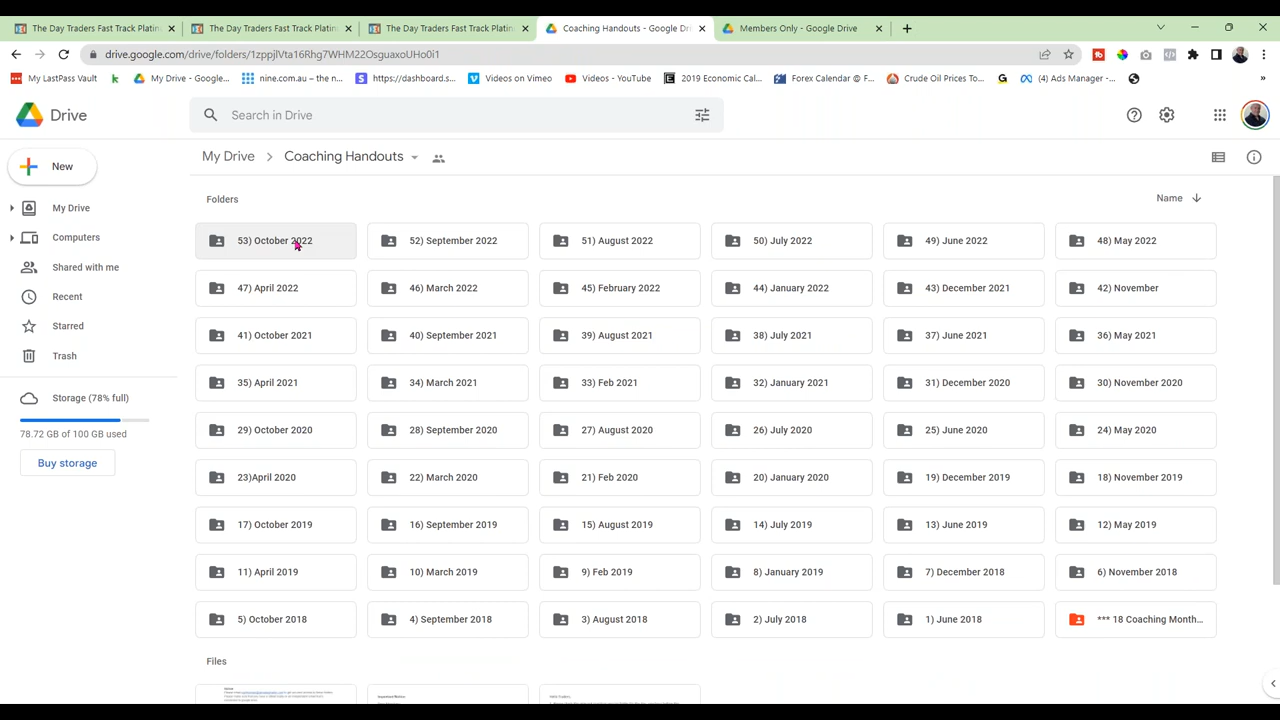 The Day Traders Fast Track Platin
The Day Traders Fast Track Platin
The Day Traders Fast Track Platin
Coaching Handouts - Google Dri
Members Only - Google Drive
drive.google.com/drive/folders/1zppjlVta16Rhg7WHM22OsguaxoUHo0i1
My LastPass Vault
My Drive - Google...
nine.com.au – the n...
https://dashboard.s...
Videos on Vimeo
Videos - YouTube
2019 Economic Cal...
Forex Calendar @ F...
Crude Oil Prices To...
(4) Ads Manager -...
Drive
Search in Drive
New
My Drive
Computers
Shared with me
Recent
Starred
Trash
Storage (78% full)
78.72 GB of 100 GB used
Buy storage
My Drive > Coaching Handouts
Folders
Name
53) October 2022
52) September 2022
51) August 2022
50) July 2022
49) June 2022
48) May 2022
47) April 2022
46) March 2022
45) February 2022
44) January 2022
43) December 2021
42) November
41) October 2021
40) September 2021
39) August 2021
38) July 2021
37) June 2021
36) May 2021
35) April 2021
34) March 2021
33) Feb 2021
32) January 2021
31) December 2020
30) November 2020
29) October 2020
28) September 2020
27) August 2020
26) July 2020
25) June 2020
24) May 2020
23)April 2020
22) March 2020
21) Feb 2020
20) January 2020
19) December 2019
18) November 2019
17) October 2019
16) September 2019
15) August 2019
14) July 2019
13) June 2019
12) May 2019
11) April 2019
10) March 2019
9) Feb 2019
8) January 2019
7) December 2018
6) November 2018
5) October 2018
4) September 2018
3) August 2018
2) July 2018
1) June 2018
*** 18 Coaching Month...
Files